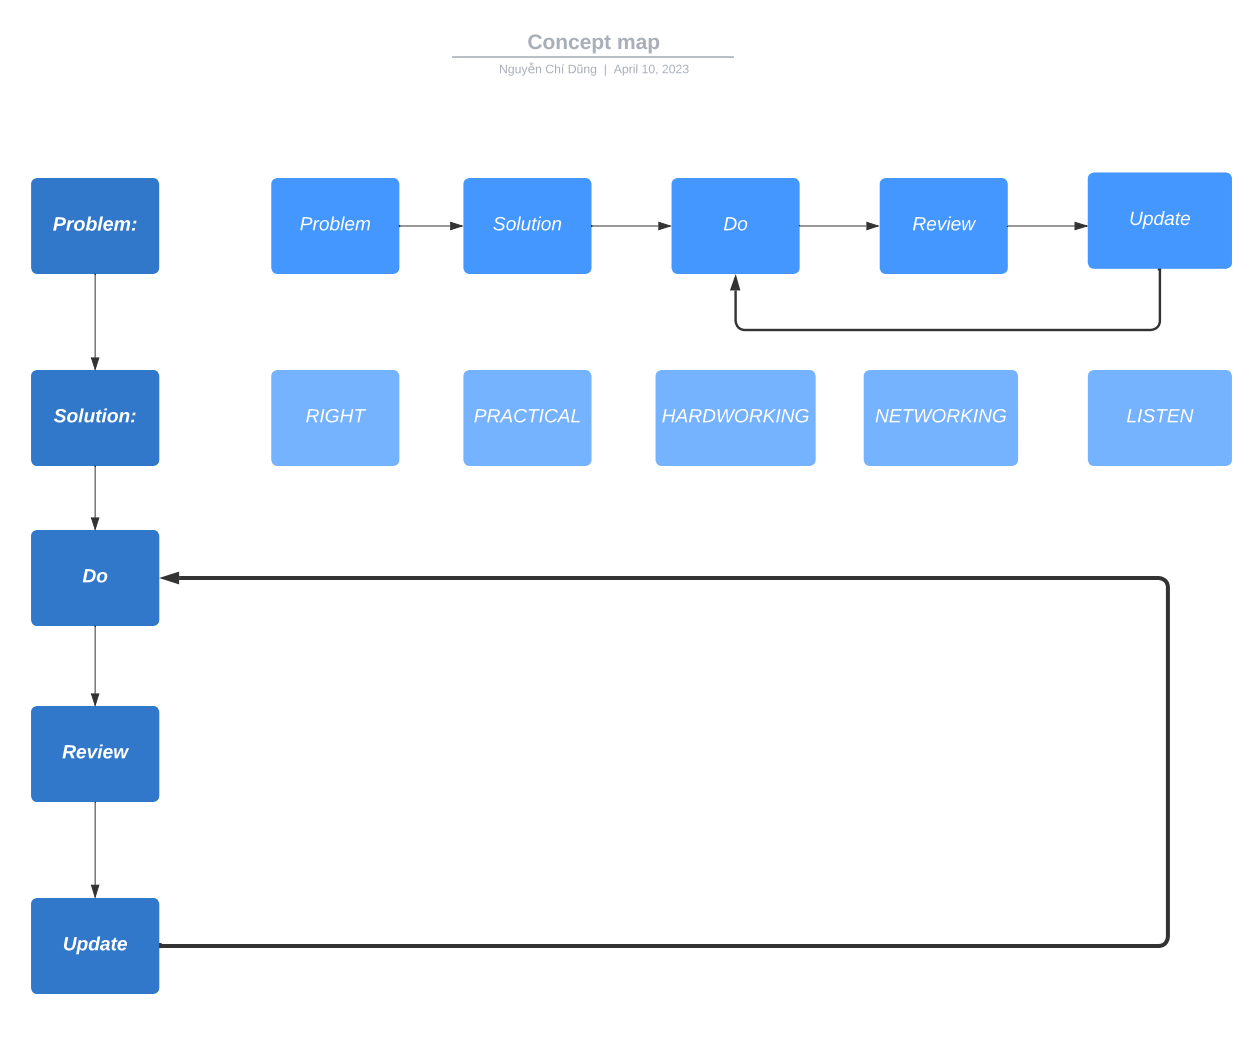 Concept map
Nguyễn Chí Dũng | April 10, 2023
Problem:
Problem
Solution
Do
Review
Update
Solution:
RIGHT
PRACTICAL
HARDWORKING
NETWORKING
LISTEN
Do
Review
Update